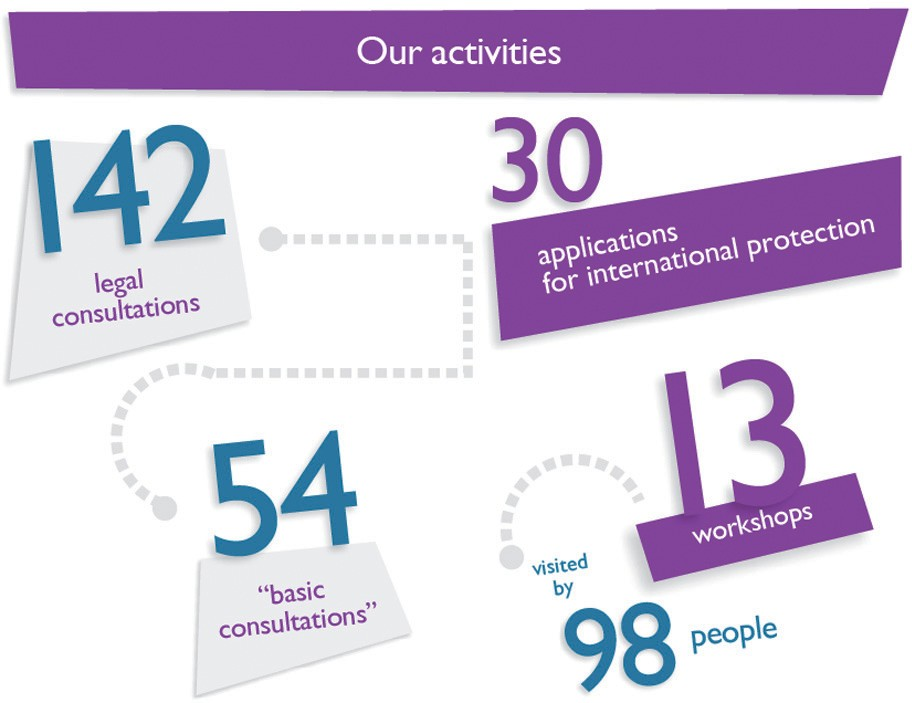 Our activities
142
legal
consultations
30
applications
for international protection
54
“basic
consultations”
13
workshops
visited
by
98 people